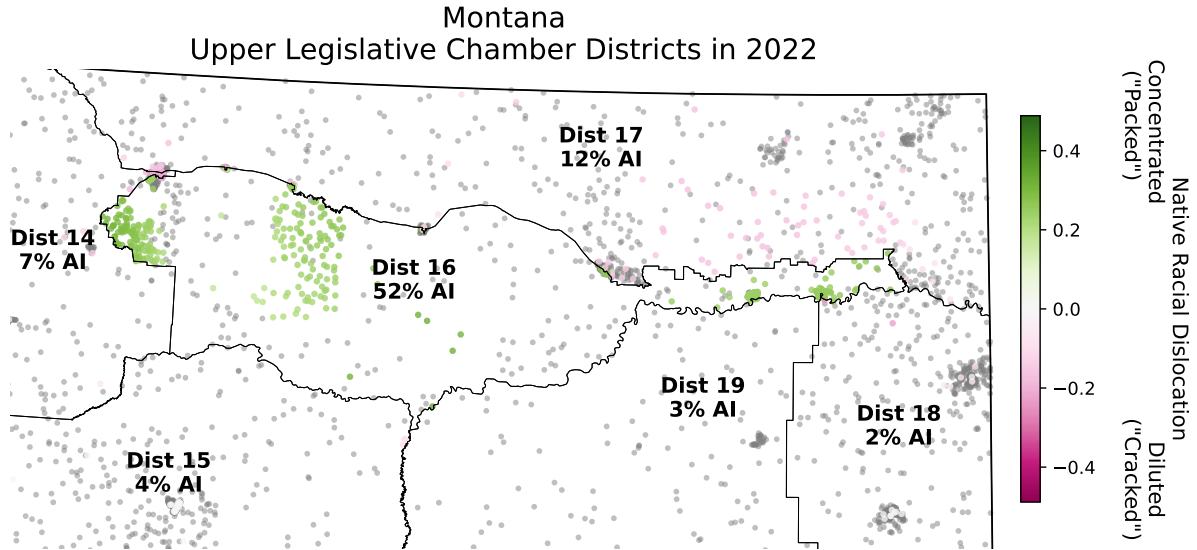 Montana
Upper Legislative Chamber Districts in 2022
Dist 17
12% AI
Dist 14
7% AI
Dist 16
52% AI
Dist 19
3% AI
Dist 18
2% AI
Dist 15
4% AI
0.4
0.2
0.0
−0.2
−0.4
Concentrated
("Packed")
Native Racial Dislocation
Diluted
("Cracked")